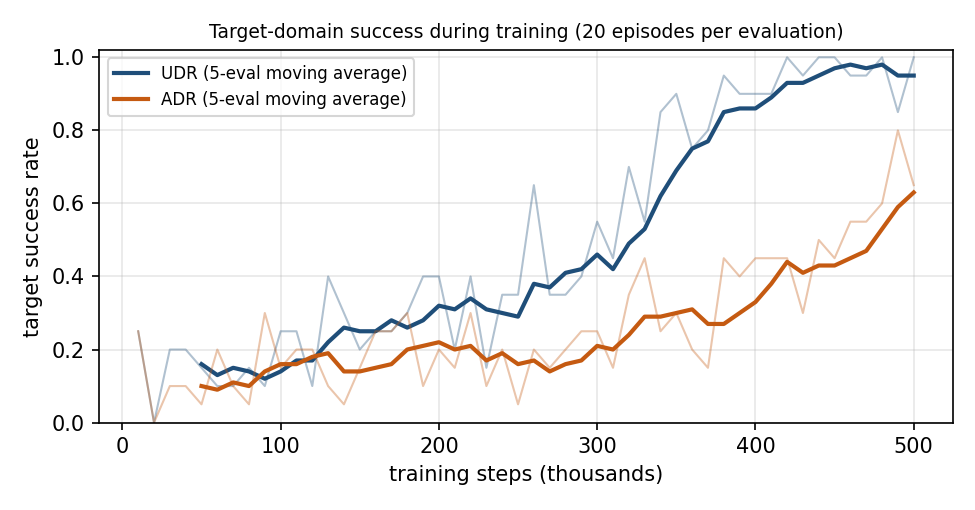 Target-domain success during training (20 episodes per evaluation)
UDR (5-eval moving average)
ADR (5-eval moving average)
target success rate
1.0
0.8
0.6
0.4
0.2
0.0
0 100 200 300 400 500
training steps (thousands)